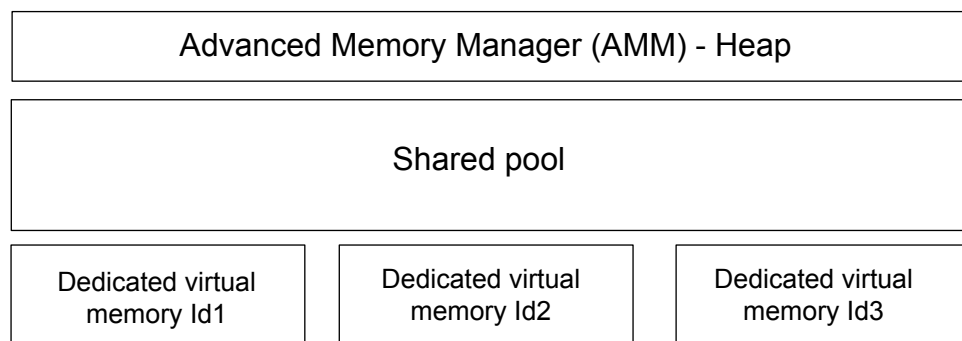 Advanced Memory Manager (AMM) - Heap
Shared pool
Dedicated virtual
memory Id1
Dedicated virtual
memory Id2
Dedicated virtual
memory Id3